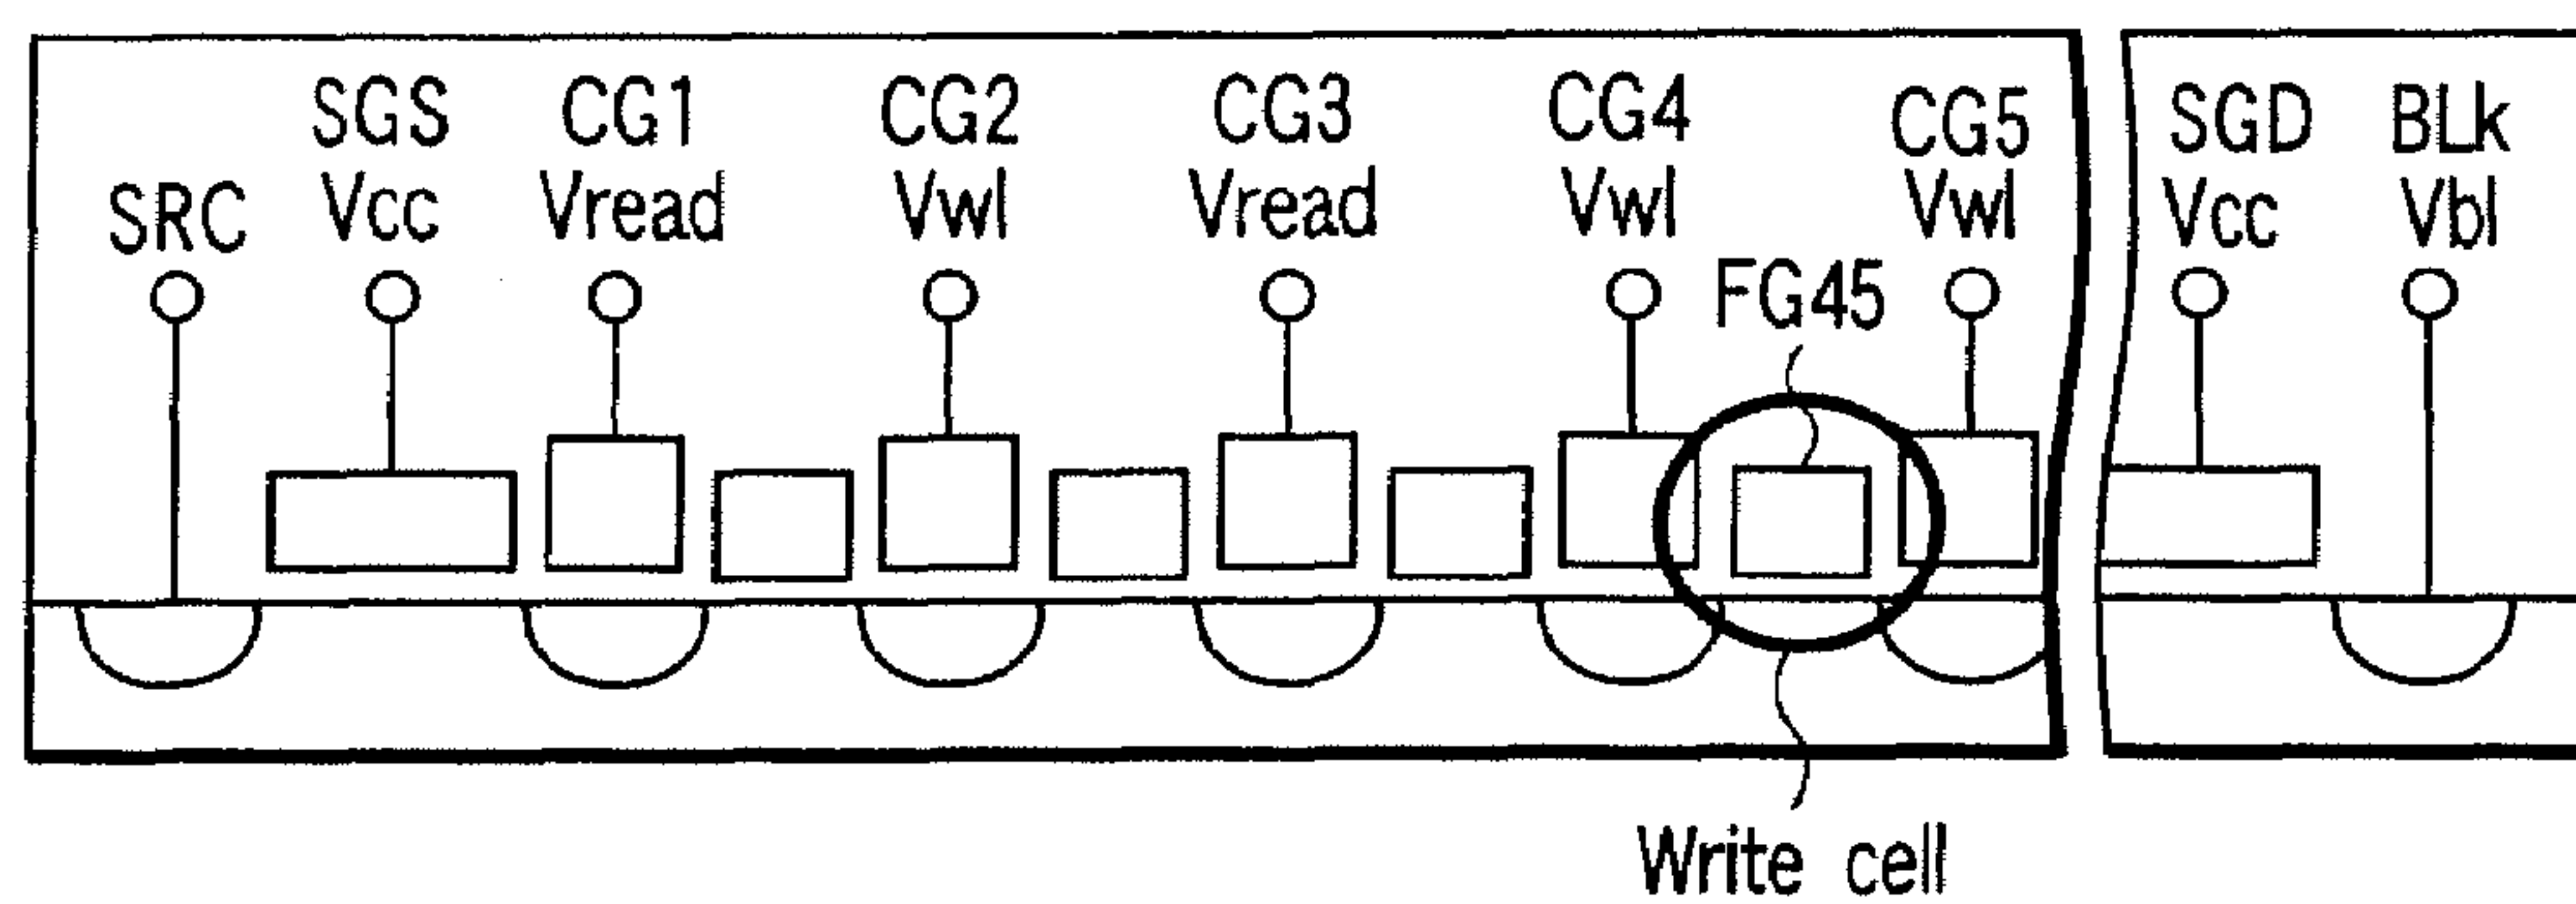 SGS CG1 CG2 CG3 CG4 CG5 SGD BLk
SRC Vcc Vread Vwl Vread Vwl Vwl Vcc Vbl
FG45
Write cell